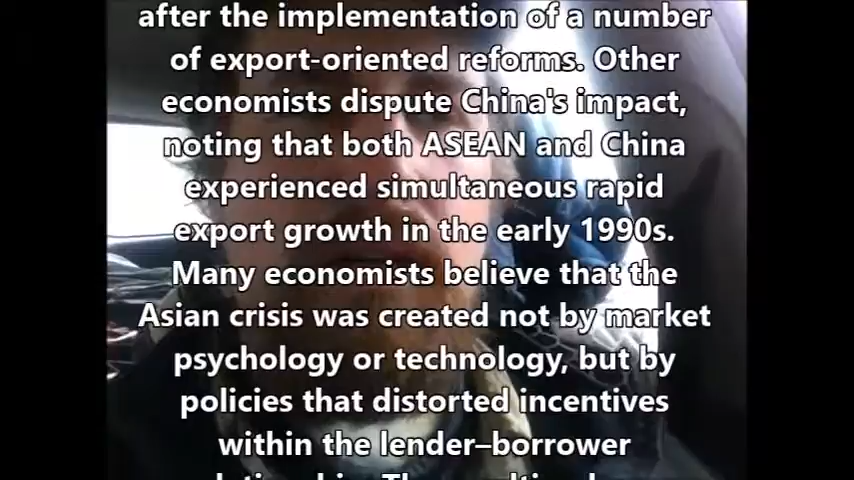 after the implementation of a number
of export-oriented reforms. Other
economists dispute China's impact,
noting that both ASEAN and China
experienced simultaneous rapid
export growth in the early 1990s.
Many economists believe that the
Asian crisis was created not by market
psychology or technology, but by
policies that distorted incentives
within the lender–borrower